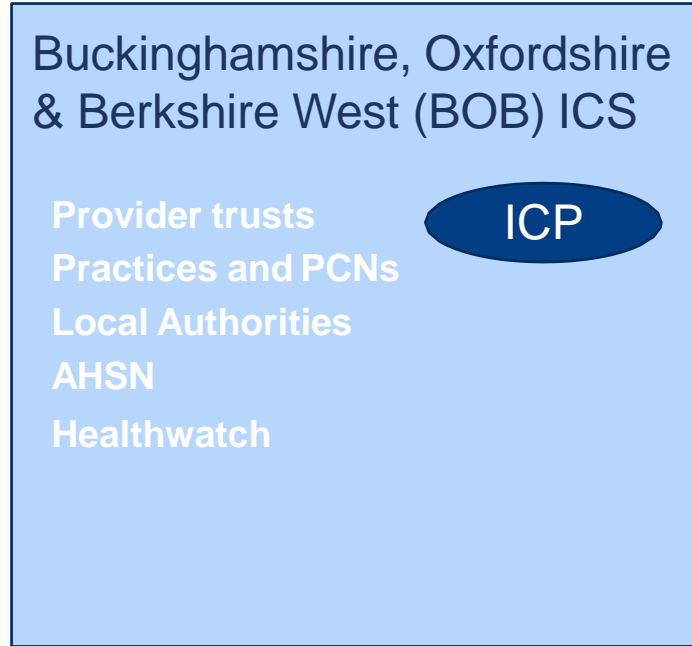 Buckinghamshire, Oxfordshire
& Berkshire West (BOB) ICS
Provider trusts
ICP
Practices and PCNs
Local Authorities
AHSN
Healthwatch